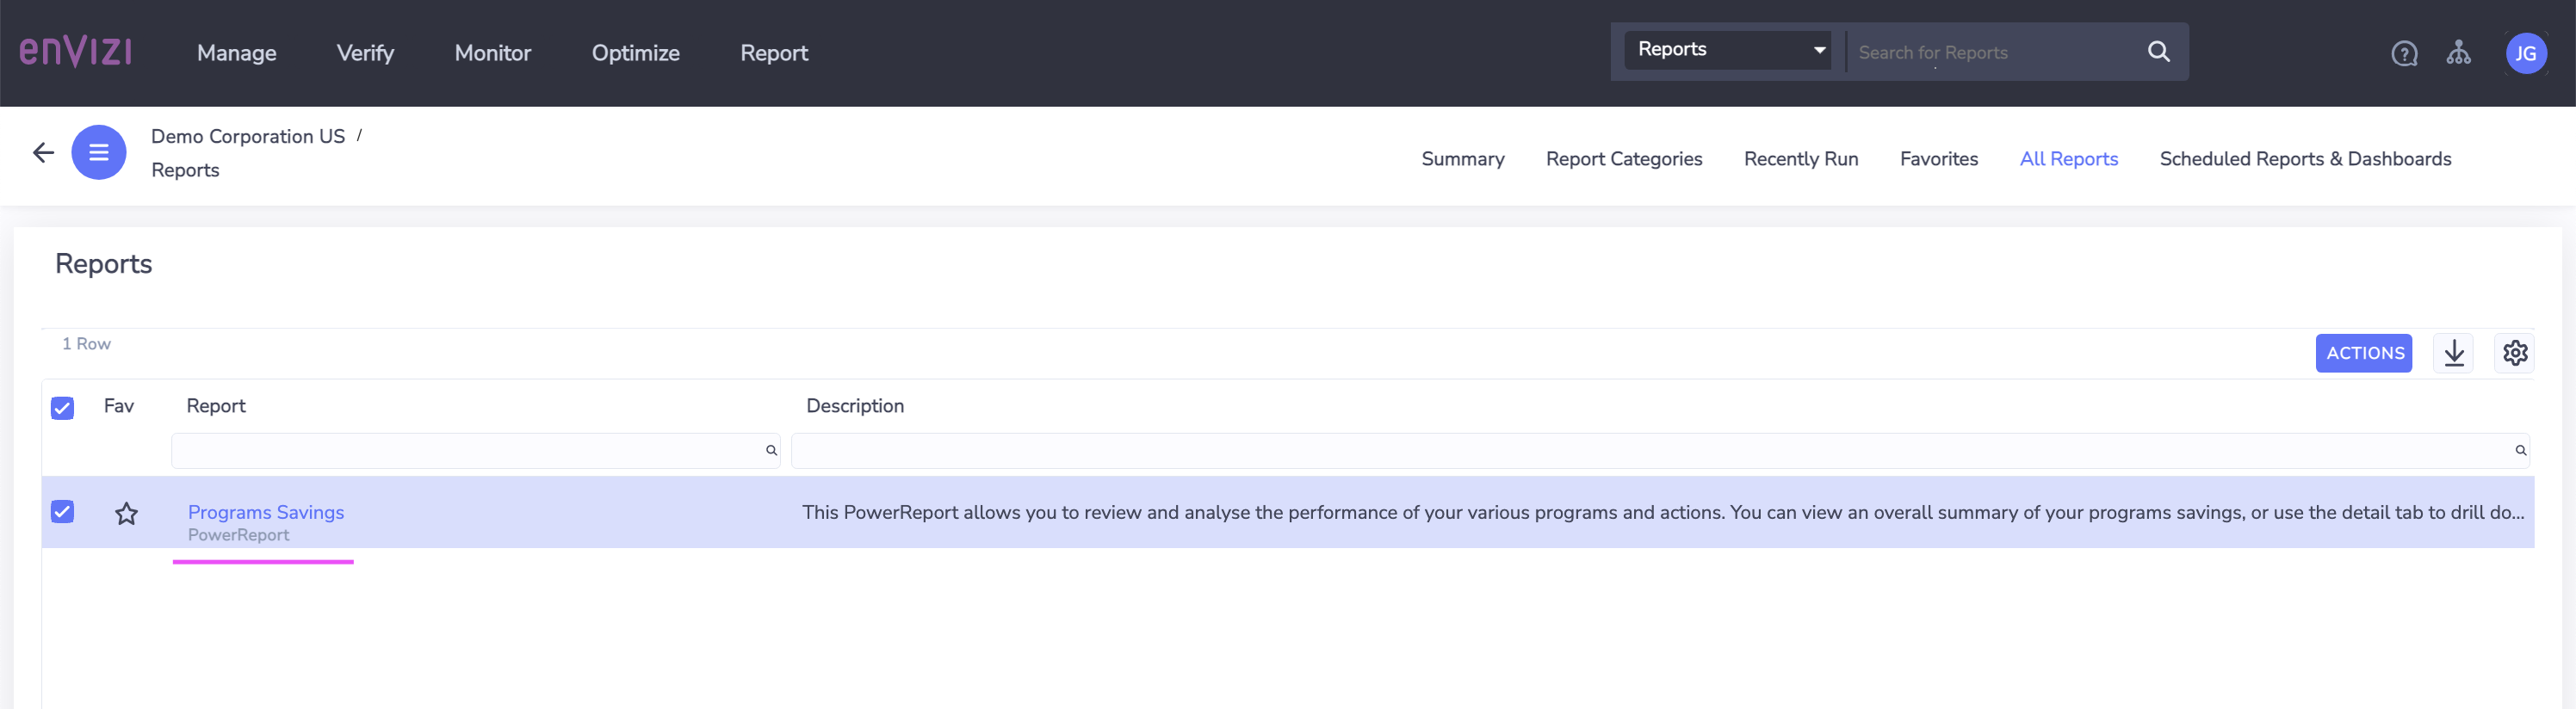 enVizi
Manage Verify Monitor Optimize Report
Reports
Search for Reports
?
JG
Demo Corporation US /
Reports
Summary Report Categories Recently Run Favorites All Reports Scheduled Reports & Dashboards
Reports
1 Row
ACTIONS
Fav Report Description
Programs Savings This PowerReport allows you to review and analyse the performance of your various programs and actions. You can view an overall summary of your programs savings, or use the detail tab to drill do...
PowerReport